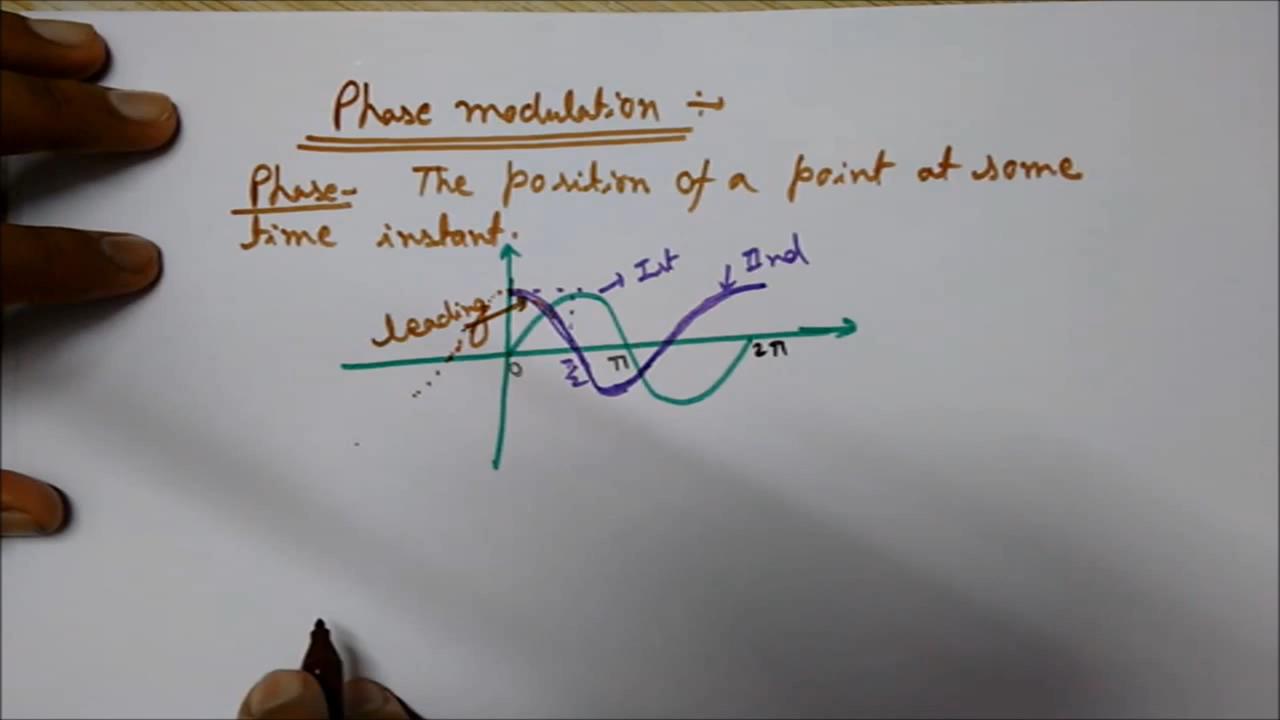 Phase modulation ÷
Phase- The position of a point at some
time instant.
Ist
IInd
leading
0
π/2
π
2π